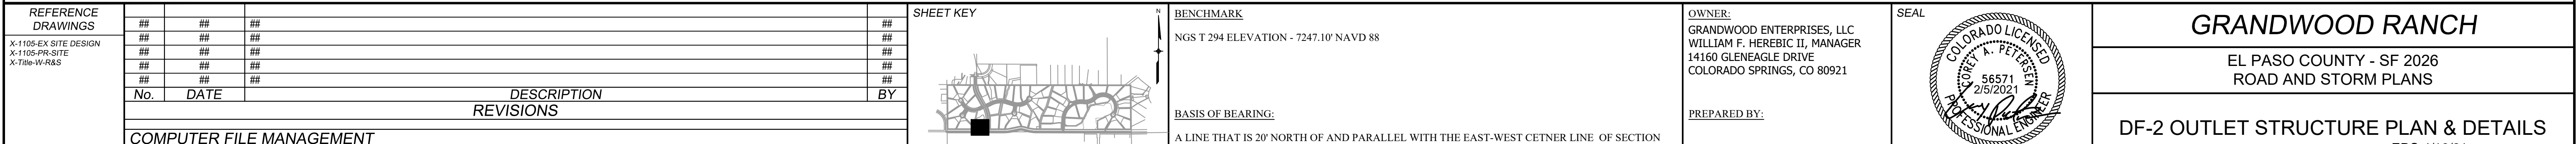 REFERENCE
DRAWINGS
X-1105-EX SITE DESIGN
X-1105-PR-SITE
X-Title-W-R&S
## ## ## ##
## ## ## ##
## ## ## ##
## ## ## ##
## ## ## ##
No. DATE DESCRIPTION BY
REVISIONS
COMPUTER FILE MANAGEMENT
SHEET KEY
N
BENCHMARK
NGS T 294 ELEVATION - 7247.10' NAVD 88
BASIS OF BEARING:
A LINE THAT IS 20' NORTH OF AND PARALLEL WITH THE EAST-WEST CETNER LINE OF SECTION
OWNER:
GRANDWOOD ENTERPRISES, LLC
WILLIAM F. HEREBIC II, MANAGER
14160 GLENEAGLE DRIVE
COLORADO SPRINGS, CO 80921
PREPARED BY:
SEAL
COLORADO LICENSED
COREY A. PETERSEN
56571
2/5/2021
PROFESSIONAL ENGINEER
GRANDWOOD RANCH
EL PASO COUNTY - SF 2026
ROAD AND STORM PLANS
DF-2 OUTLET STRUCTURE PLAN & DETAILS